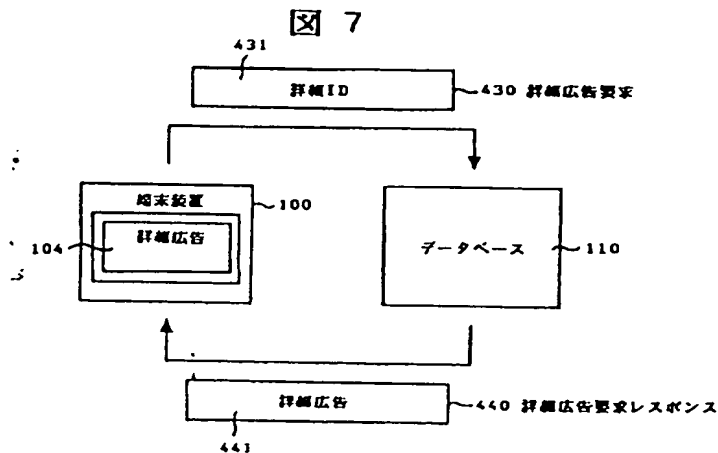 図 7
431
詳細ID
430 詳細広告要求
端末装置
100
詳細広告
104
データベース
110
詳細広告
440 詳細広告要求レスポンス
441